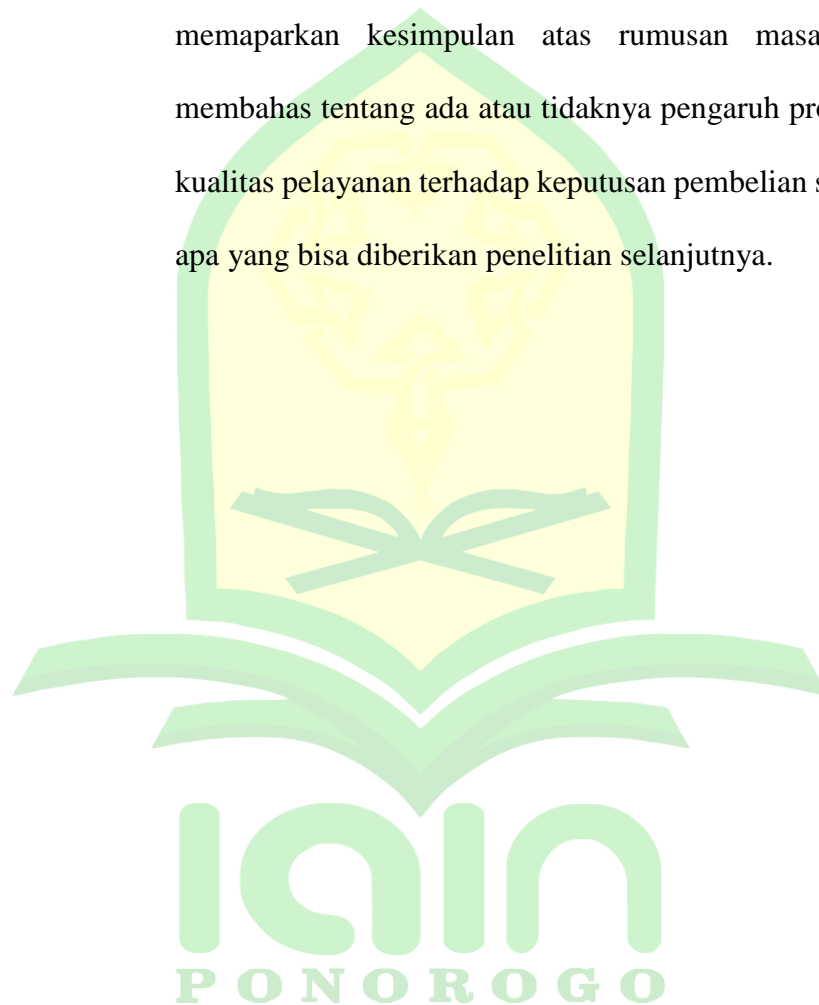 memaparkan kesimpulan atas rumusan masa
membahas tentang ada atau tidaknya pengaruh pr
kualitas pelayanan terhadap keputusan pembelian s
apa yang bisa diberikan penelitian selanjutnya.
iain
PONOROGO